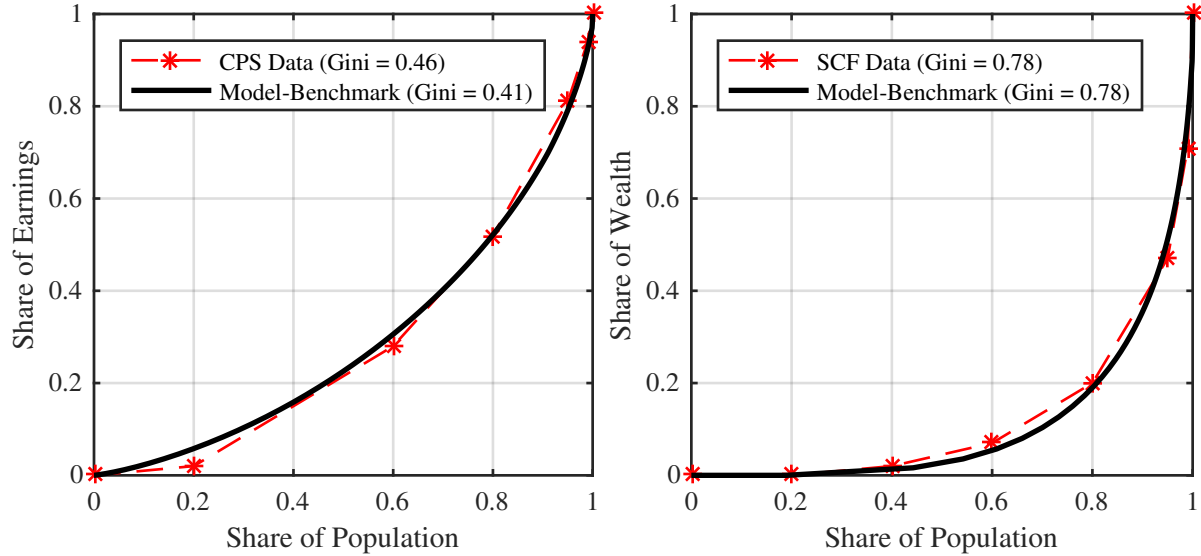 1
0.8
0.6
0.4
0.2
0
Share of Earnings
CPS Data (Gini = 0.46)
Model-Benchmark (Gini = 0.41)
0 0.2 0.4 0.6 0.8 1
Share of Population
1
0.8
0.6
0.4
0.2
0
Share of Wealth
SCF Data (Gini = 0.78)
Model-Benchmark (Gini = 0.78)
0 0.2 0.4 0.6 0.8 1
Share of Population